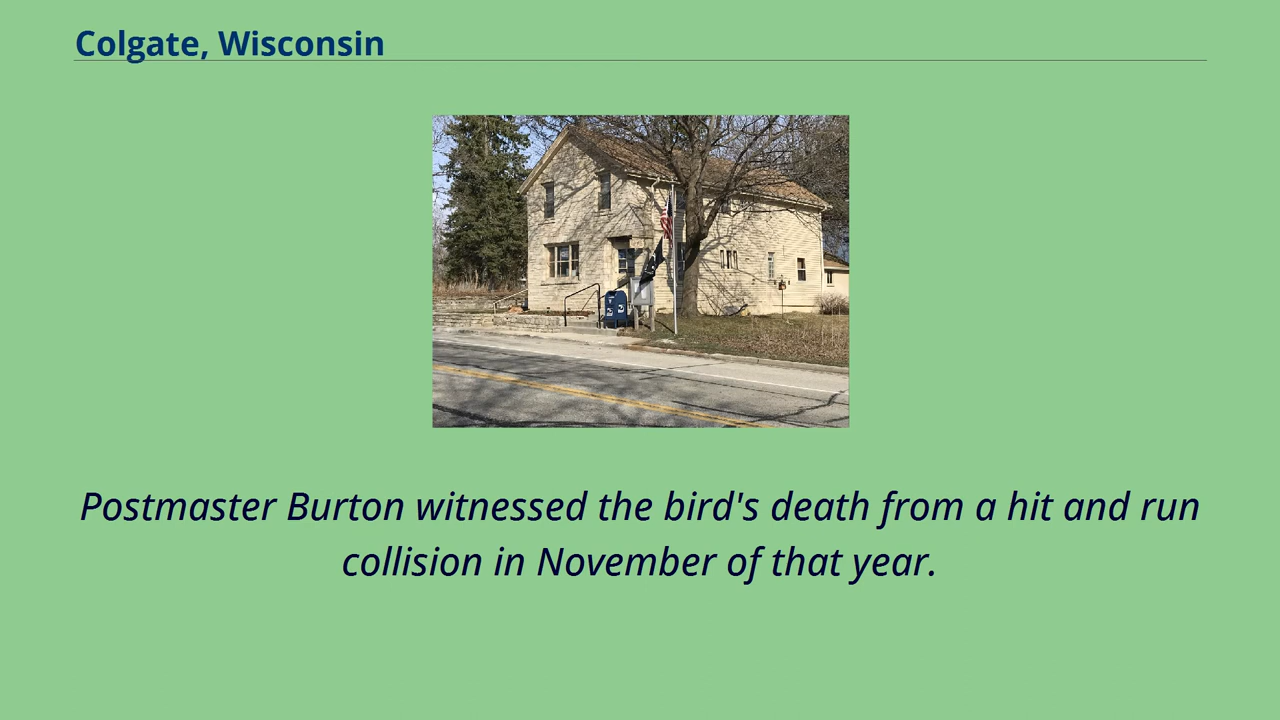 Colgate, Wisconsin
Postmaster Burton witnessed the bird's death from a hit and run
collision in November of that year.